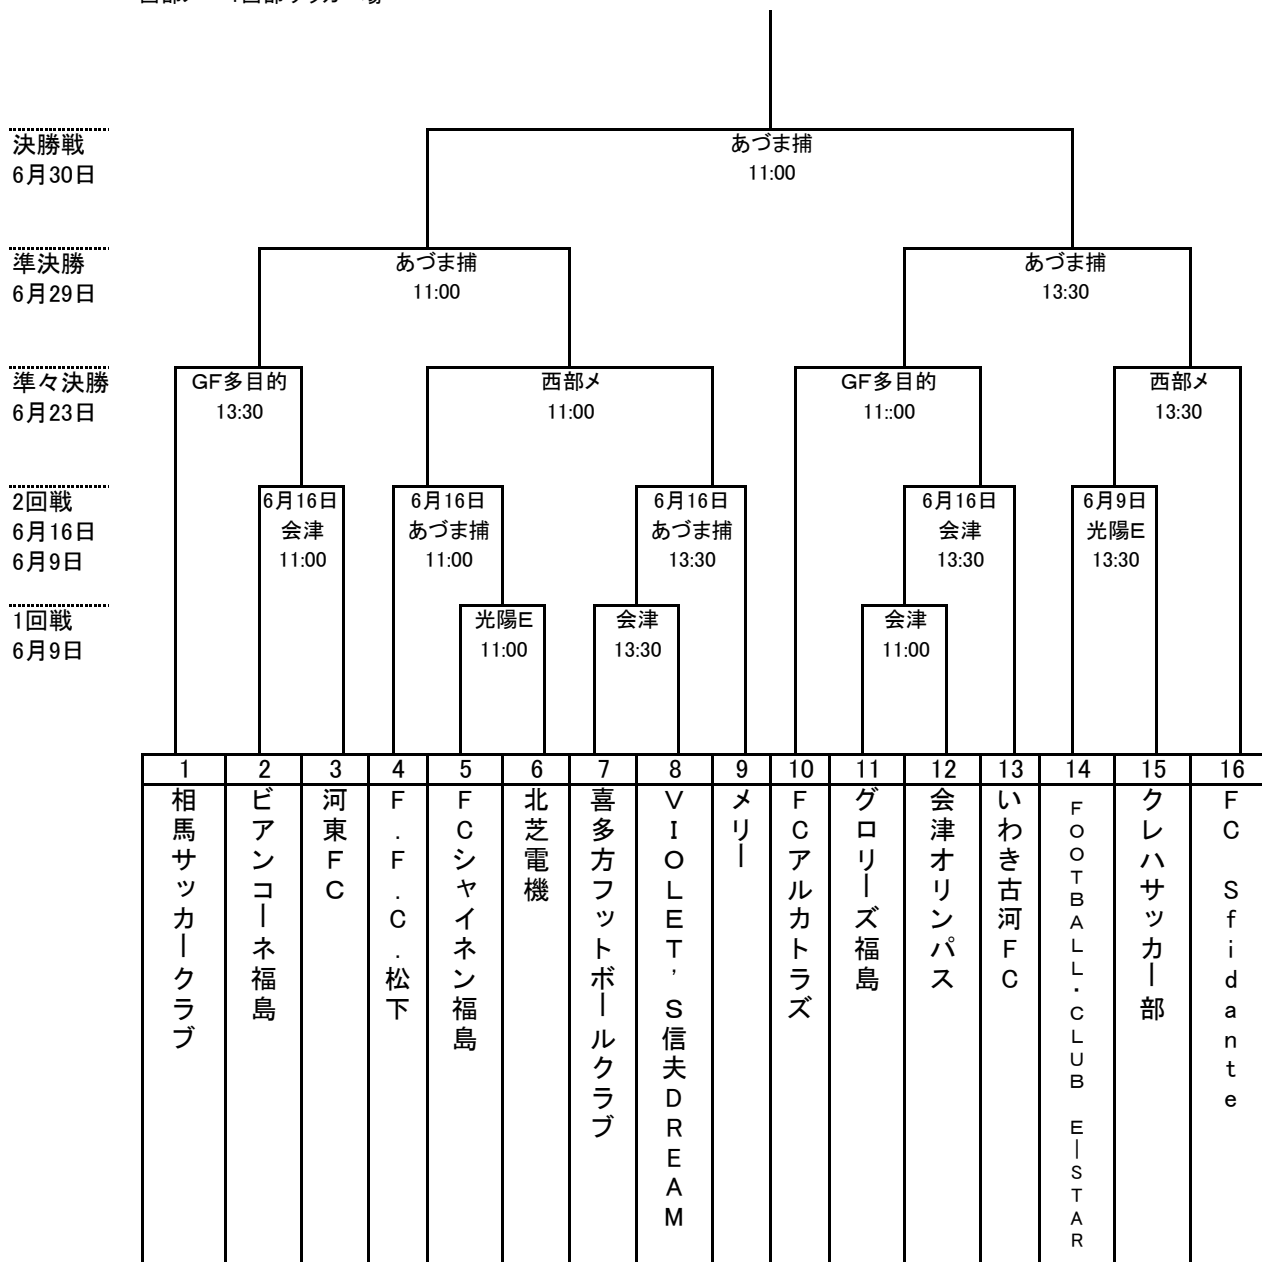 決勝戦
6月30日
あづま捕
11:00
準決勝
6月29日
あづま捕
11:00
あづま捕
13:30
準々決勝
6月23日
GF多目的
13:30
西部メ
11:00
GF多目的
11::00
西部メ
13:30
2回戦
6月16日
6月9日
6月16日
会津
11:00
6月16日
あづま捕
11:00
6月16日
あづま捕
13:30
6月16日
会津
13:30
6月9日
光陽E
13:30
1回戦
6月9日
光陽E
11:00
会津
13:30
会津
11:00
1 2 3 4 5 6 7 8 9 10 11 12 13 14 15 16
相馬サッカークラブ
ビアンコーネ福島
河東FC
F.F.C.松下
FCシャイネン福島
北芝電機
喜多方フットボールクラブ
VIOLET'S信夫DREAM
メリー
FCアルカトラズ
グロリーズ福島
会津オリンパス
いわき古河FC
FOOTBALL・CLUB E―STAR
クレハサッカー部
FC Sfidante